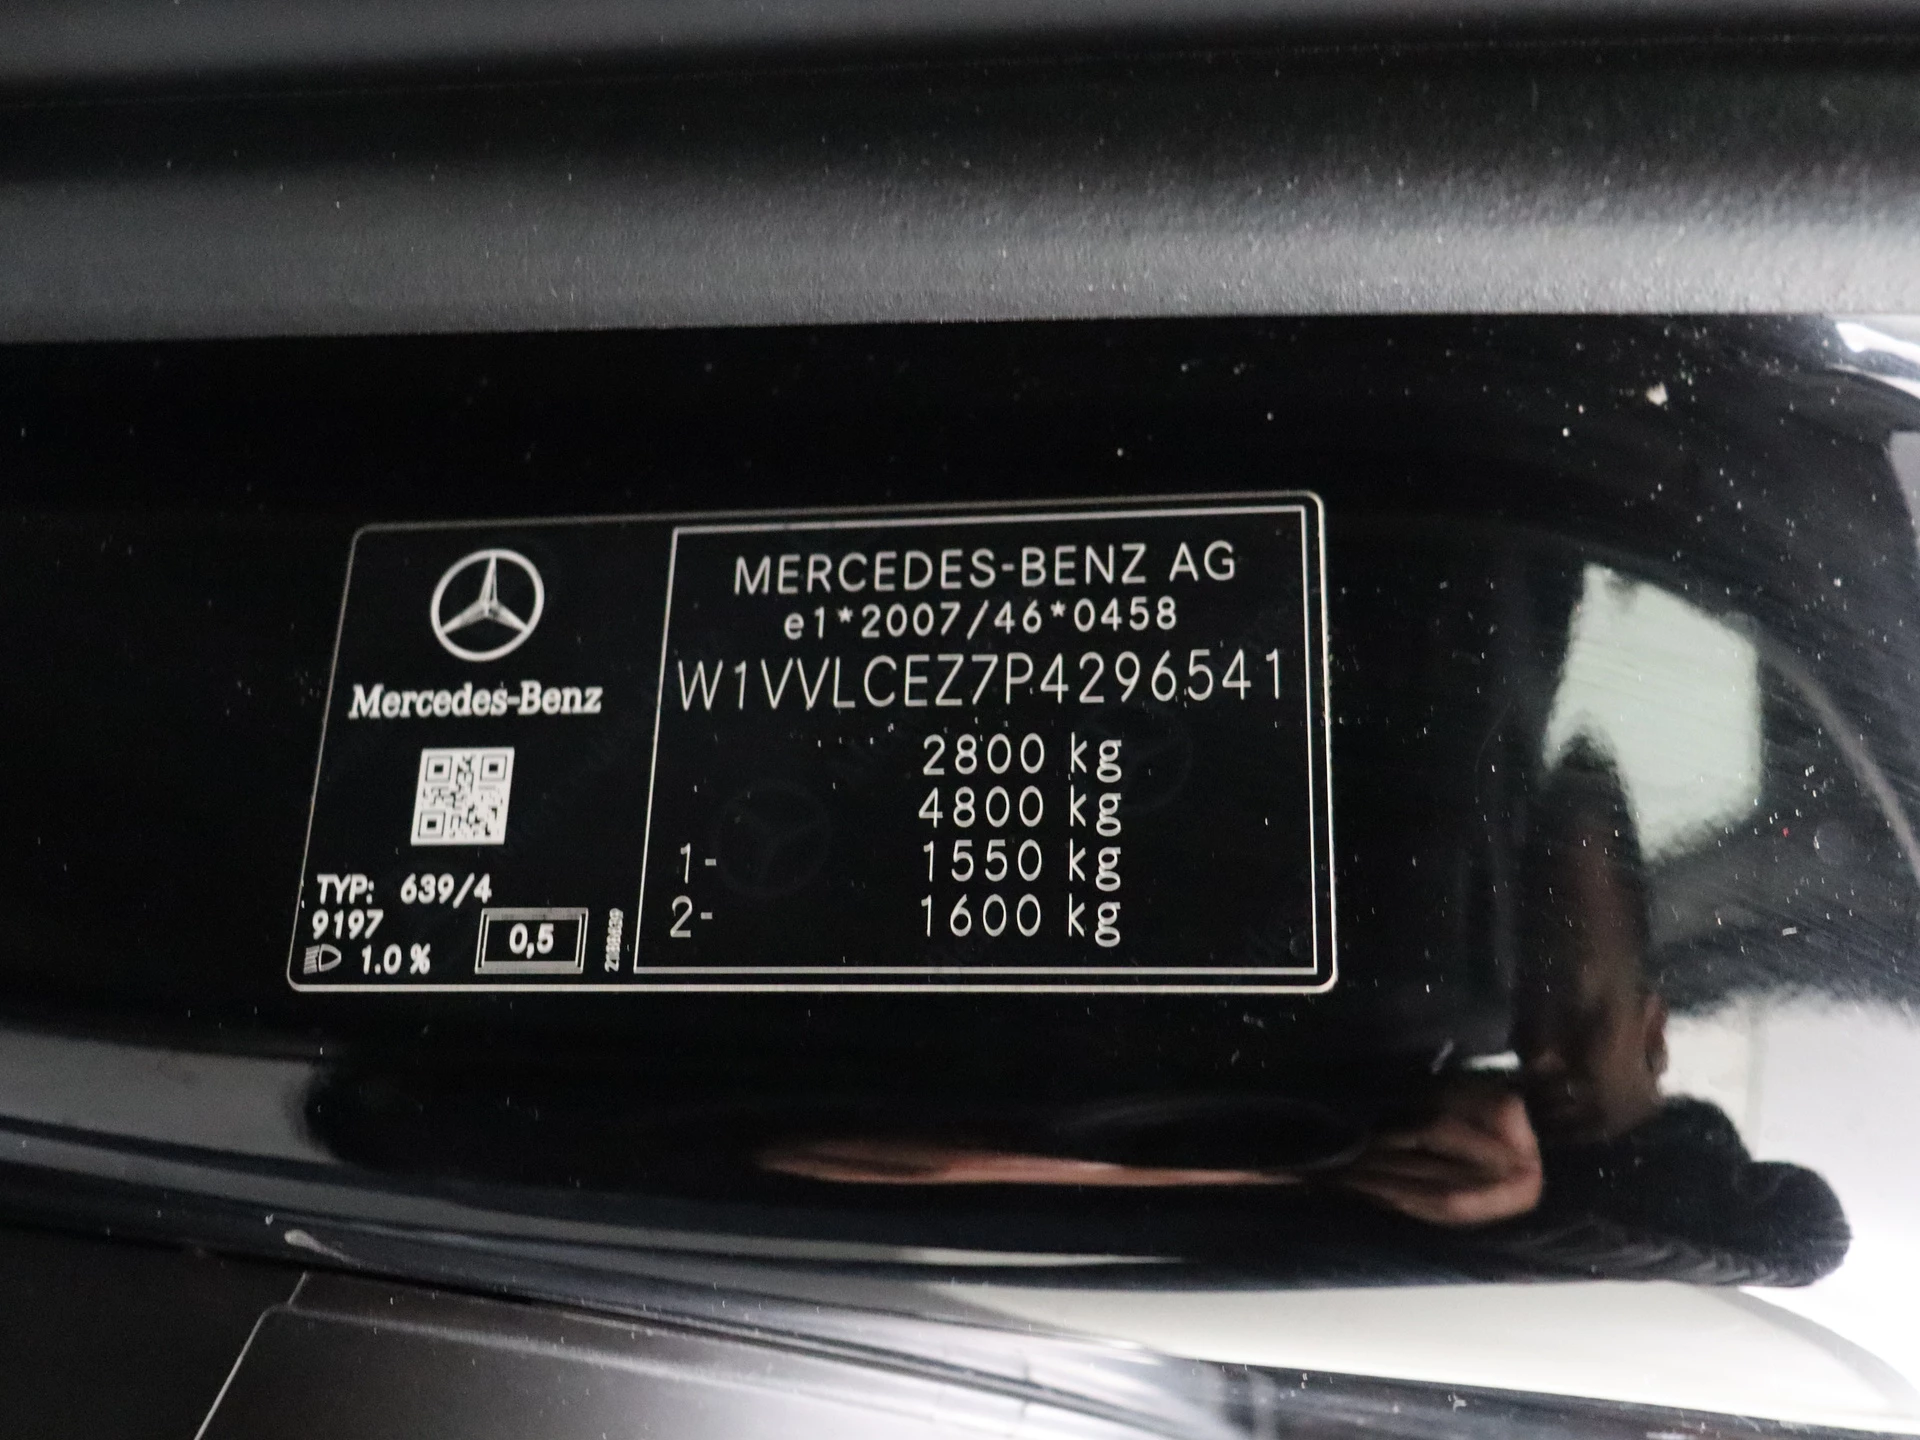 Mercedes-Benz
TYP: 639/4
9197
1.0 %
0,5
MERCEDES-BENZ AG
e1*2007/46*0458
W1VVLCEZ7P4296541
2800 kg
4800 kg
1- 1550 kg
2- 1600 kg